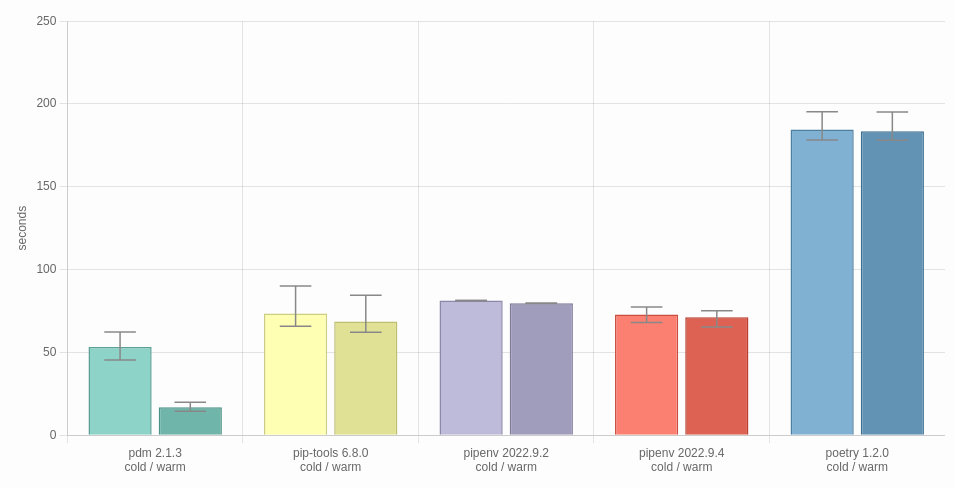 250
200
150
100
50
0
seconds
pdm 2.1.3
cold / warm
pip-tools 6.8.0
cold / warm
pipenv 2022.9.2
cold / warm
pipenv 2022.9.4
cold / warm
poetry 1.2.0
cold / warm